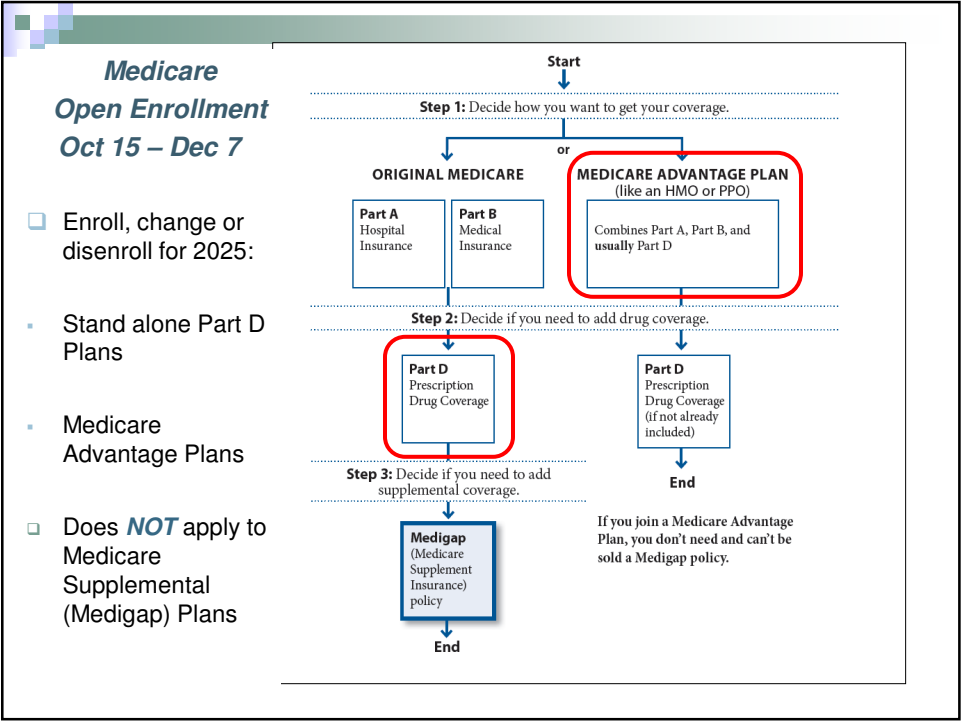 Medicare
Open Enrollment
Oct 15 – Dec 7
Enroll, change or
disenroll for 2025:
Stand alone Part D
Plans
Medicare
Advantage Plans
Does NOT apply to
Medicare
Supplemental
(Medigap) Plans
Start
Step 1: Decide how you want to get your coverage.
or
ORIGINAL MEDICARE
MEDICARE ADVANTAGE PLAN
(like an HMO or PPO)
Part A
Hospital
Insurance
Part B
Medical
Insurance
Combines Part A, Part B, and
usually Part D
Step 2: Decide if you need to add drug coverage.
Part D
Prescription
Drug Coverage
Part D
Prescription
Drug Coverage
(if not already
included)
End
Step 3: Decide if you need to add
supplemental coverage.
Medigap
(Medicare
Supplement
Insurance)
policy
End
If you join a Medicare Advantage
Plan, you don’t need and can’t be
sold a Medigap policy.